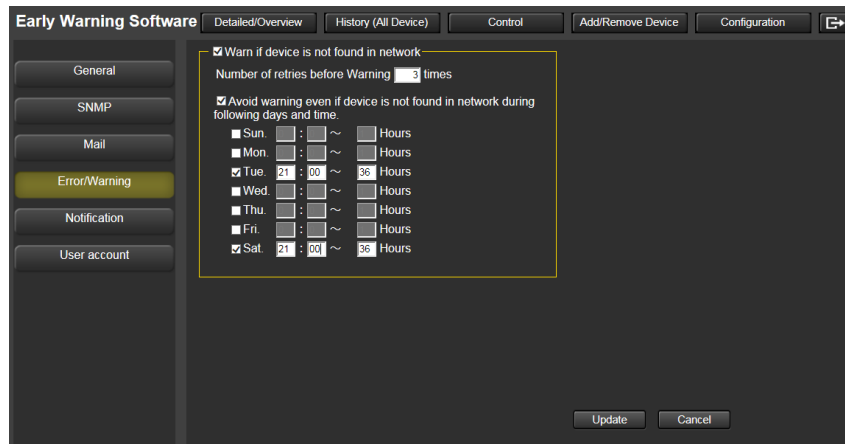 Early Warning Software Detailed/Overview History (All Device) Control Add/Remove Device Configuration
General
SNMP
Mail
Error/Warning
Notification
User account
Warn if device is not found in network
Number of retries before Warning 3 times
Avoid warning even if device is not found in network during
following days and time.
Sun. : ~ Hours
Mon. : ~ Hours
Tue. 21 : 00 ~ 36 Hours
Wed. : ~ Hours
Thu. : ~ Hours
Fri. : ~ Hours
Sat. 21 : 00 ~ 36 Hours
Update Cancel